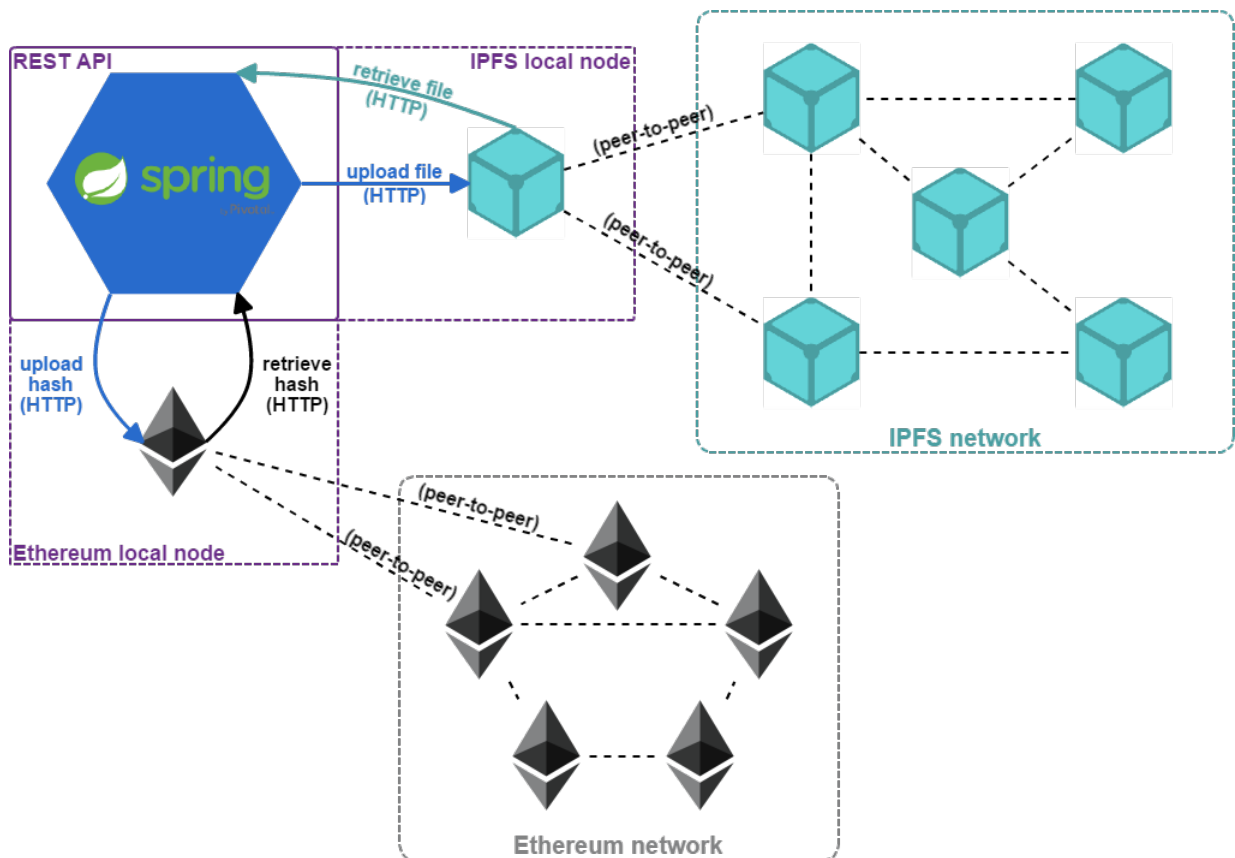 REST API
IPFS local node
retrieve file
(HTTP)
spring
by Pivotal
upload file
(HTTP)
(peer-to-peer)
(peer-to-peer)
IPFS network
upload
hash
(HTTP)
retrieve
hash
(HTTP)
Ethereum local node
(peer-to-peer)
(peer-to-peer)
Ethereum network